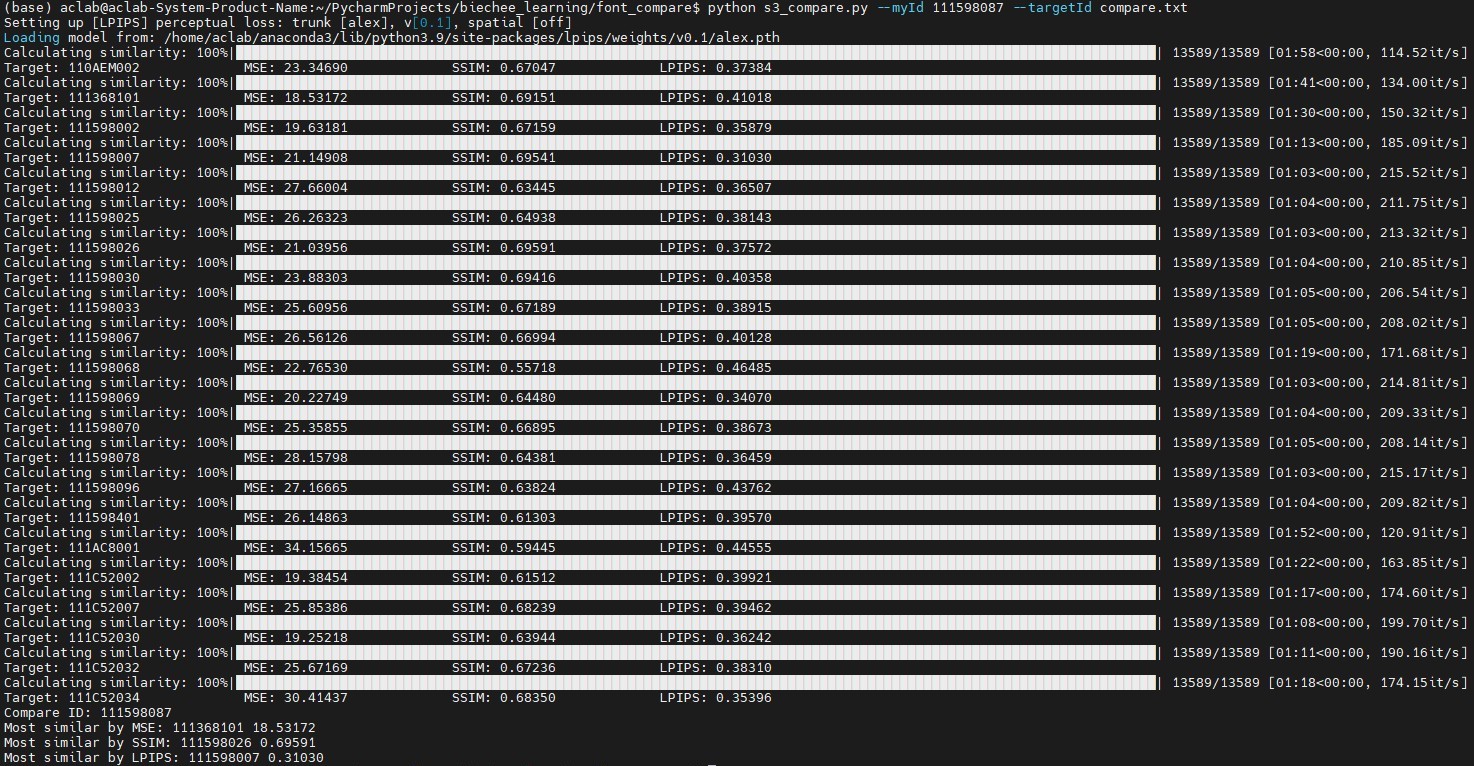 (base) aclab@aclab-System-Product-Name:~/PycharmProjects/biechee_learning/font_compare$ python s3_compare.py --myId 111598087 --targetId compare.txt
Setting up [LPIPS] perceptual loss: trunk [alex], v[0.1], spatial [off]
Loading model from: /home/aclab/anaconda3/lib/python3.9/site-packages/lpips/weights/v0.1/alex.pth
Calculating similarity: 100%| | 13589/13589 [01:58<00:00, 114.52it/s]
Target: 110AEM002 MSE: 23.34690 SSIM: 0.67047 LPIPS: 0.37384
Calculating similarity: 100%| | 13589/13589 [01:41<00:00, 134.00it/s]
Target: 111368101 MSE: 18.53172 SSIM: 0.69151 LPIPS: 0.41018
Calculating similarity: 100%| | 13589/13589 [01:30<00:00, 150.32it/s]
Target: 111598002 MSE: 19.63181 SSIM: 0.67159 LPIPS: 0.35879
Calculating similarity: 100%| | 13589/13589 [01:13<00:00, 185.09it/s]
Target: 111598007 MSE: 21.14908 SSIM: 0.69541 LPIPS: 0.31030
Calculating similarity: 100%| | 13589/13589 [01:03<00:00, 215.52it/s]
Target: 111598012 MSE: 27.66004 SSIM: 0.63445 LPIPS: 0.36507
Calculating similarity: 100%| | 13589/13589 [01:04<00:00, 211.75it/s]
Target: 111598025 MSE: 26.26323 SSIM: 0.64938 LPIPS: 0.38143
Calculating similarity: 100%| | 13589/13589 [01:03<00:00, 213.32it/s]
Target: 111598026 MSE: 21.03956 SSIM: 0.69591 LPIPS: 0.37572
Calculating similarity: 100%| | 13589/13589 [01:04<00:00, 210.85it/s]
Target: 111598030 MSE: 23.88303 SSIM: 0.69416 LPIPS: 0.40358
Calculating similarity: 100%| | 13589/13589 [01:05<00:00, 206.54it/s]
Target: 111598033 MSE: 25.60956 SSIM: 0.67189 LPIPS: 0.38915
Calculating similarity: 100%| | 13589/13589 [01:05<00:00, 208.02it/s]
Target: 111598067 MSE: 26.56126 SSIM: 0.66994 LPIPS: 0.40128
Calculating similarity: 100%| | 13589/13589 [01:19<00:00, 171.68it/s]
Target: 111598068 MSE: 22.76530 SSIM: 0.55718 LPIPS: 0.46485
Calculating similarity: 100%| | 13589/13589 [01:03<00:00, 214.81it/s]
Target: 111598069 MSE: 20.22749 SSIM: 0.64480 LPIPS: 0.34070
Calculating similarity: 100%| | 13589/13589 [01:04<00:00, 209.33it/s]
Target: 111598070 MSE: 25.35855 SSIM: 0.66895 LPIPS: 0.38673
Calculating similarity: 100%| | 13589/13589 [01:05<00:00, 208.14it/s]
Target: 111598078 MSE: 28.15798 SSIM: 0.64381 LPIPS: 0.36459
Calculating similarity: 100%| | 13589/13589 [01:03<00:00, 215.17it/s]
Target: 111598096 MSE: 27.16665 SSIM: 0.63824 LPIPS: 0.43762
Calculating similarity: 100%| | 13589/13589 [01:04<00:00, 209.82it/s]
Target: 111598401 MSE: 26.14863 SSIM: 0.61303 LPIPS: 0.39570
Calculating similarity: 100%| | 13589/13589 [01:52<00:00, 120.91it/s]
Target: 111AC8001 MSE: 34.15665 SSIM: 0.59445 LPIPS: 0.44555
Calculating similarity: 100%| | 13589/13589 [01:22<00:00, 163.85it/s]
Target: 111C52002 MSE: 19.38454 SSIM: 0.61512 LPIPS: 0.39921
Calculating similarity: 100%| | 13589/13589 [01:17<00:00, 174.60it/s]
Target: 111C52007 MSE: 25.85386 SSIM: 0.68239 LPIPS: 0.39462
Calculating similarity: 100%| | 13589/13589 [01:08<00:00, 199.70it/s]
Target: 111C52030 MSE: 19.25218 SSIM: 0.63944 LPIPS: 0.36242
Calculating similarity: 100%| | 13589/13589 [01:11<00:00, 190.16it/s]
Target: 111C52032 MSE: 25.67169 SSIM: 0.67236 LPIPS: 0.38310
Calculating similarity: 100%| | 13589/13589 [01:18<00:00, 174.15it/s]
Target: 111C52034 MSE: 30.41437 SSIM: 0.68350 LPIPS: 0.35396
Compare ID: 111598087
Most similar by MSE: 111368101 18.53172
Most similar by SSIM: 111598026 0.69591
Most similar by LPIPS: 111598007 0.31030